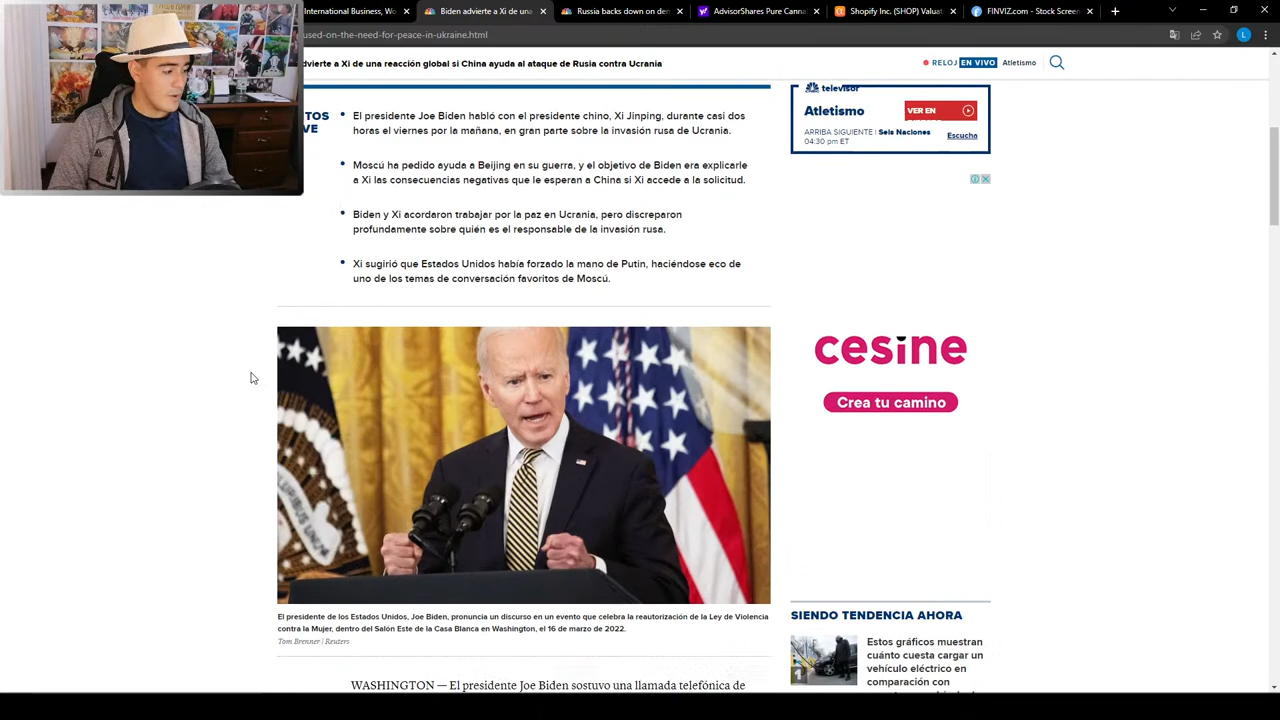 International Business, Wo
Biden advierte a Xi de una
Russia backs down on den
AdvisorShares Pure Canna
Shopify Inc. (SHOP) Valuat
FINVIZ.com - Stock Screen
used-on-the-need-for-peace-in-ukraine.html
L
dvierte a Xi de una reacción global si China ayuda al ataque de Rusia contra Ucrania
RELOJ EN VIVO Atletismo
TOS
VE
El presidente Joe Biden habló con el presidente chino, Xi Jinping, durante casi dos
horas el viernes por la mañana, en gran parte sobre la invasión rusa de Ucrania.
Moscú ha pedido ayuda a Beijing en su guerra, y el objetivo de Biden era explicarle
a Xi las consecuencias negativas que le esperan a China si Xi accede a la solicitud.
Biden y Xi acordaron trabajar por la paz en Ucrania, pero discreparon
profundamente sobre quién es el responsable de la invasión rusa.
Xi sugirió que Estados Unidos había forzado la mano de Putin, haciéndose eco de
uno de los temas de conversación favoritos de Moscú.
televisor
Atletismo
VER EN
ARRIBA SIGUIENTE | Seis Naciones
04:30 pm ET
Escucha
cesine
Crea tu camino
El presidente de los Estados Unidos, Joe Biden, pronuncia un discurso en un evento que celebra la reautorización de la Ley de Violencia
contra la Mujer, dentro del Salón Este de la Casa Blanca en Washington, el 16 de marzo de 2022.
Tom Brenner | Reuters
WASHINGTON — El presidente Joe Biden sostuvo una llamada telefónica de
SIENDO TENDENCIA AHORA
1
Estos gráficos muestran
cuánto cuesta cargar un
vehículo eléctrico en
comparación con